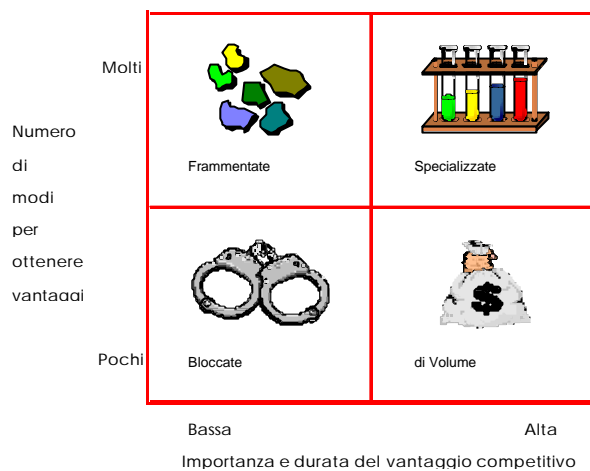 Molti
Numero
di
modi
per
ottenere
vantaggi
Pochi
Frammentate
Specializzate
Bloccate
di Volume
$
Bassa
Alta
Importanza e durata del vantaggio competitivo